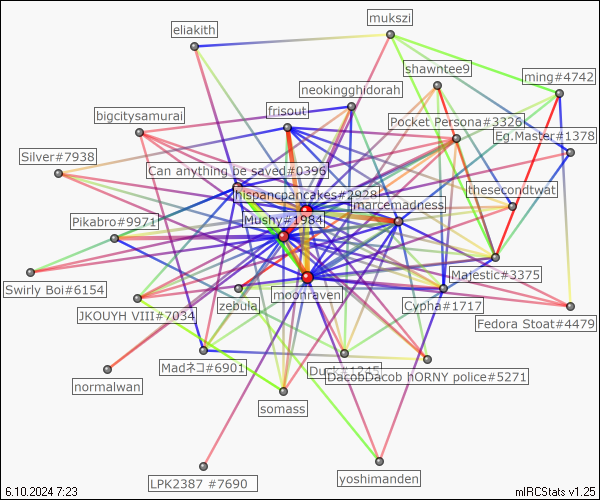 mukszi
eliakith
shawntee9
ming#4742
neokingghidorah
frisout
bigcitysamurai
Pocket Persona#3326
Eg.Master#1378
Silver#7938
Can anything be saved#0396
thesecondtwat
hispancpancakes#2928
marcemadness
Pikabro#9971
Mushy#1984
Majestic#3375
Swirly Boi#6154
moonraven
zebula
Cypha#1717
JKOUYH VIII#7034
Fedora Stoat#4479
Madネコ#6901
DacobDacob hORNY police#5271
normalwan
somass
LPK2387 #7690
yoshimanden
6.10.2024 7:23
mIRCStats v1.25